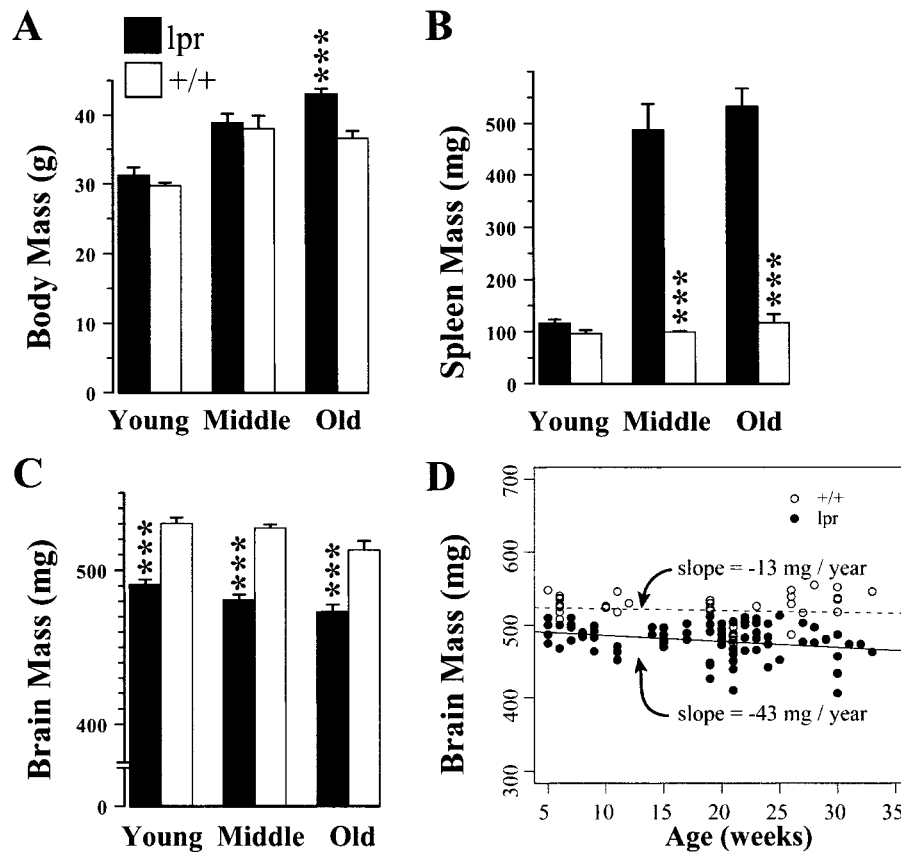 A
lpr
+/+
***
Body Mass (g)
40
30
20
10
0
Young Middle Old
B
Spleen Mass (mg)
500
400
300
200
100
0
***
***
Young Middle Old
C
Brain Mass (mg)
500
400
0
***
***
***
Young Middle Old
D
Brain Mass (mg)
700
600
500
400
300
+/+
lpr
slope = -13 mg / year
slope = -43 mg / year
5 10 15 20 25 30 35
Age (weeks)